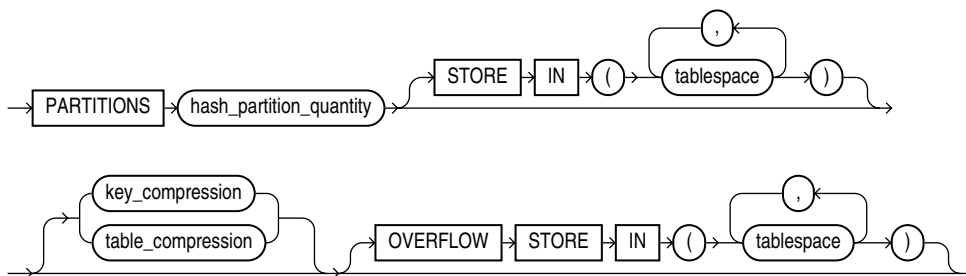 ,
STORE IN ( tablespace )
PARTITIONS hash_partition_quantity
key_compression ,
table_compression OVERFLOW STORE IN ( tablespace )